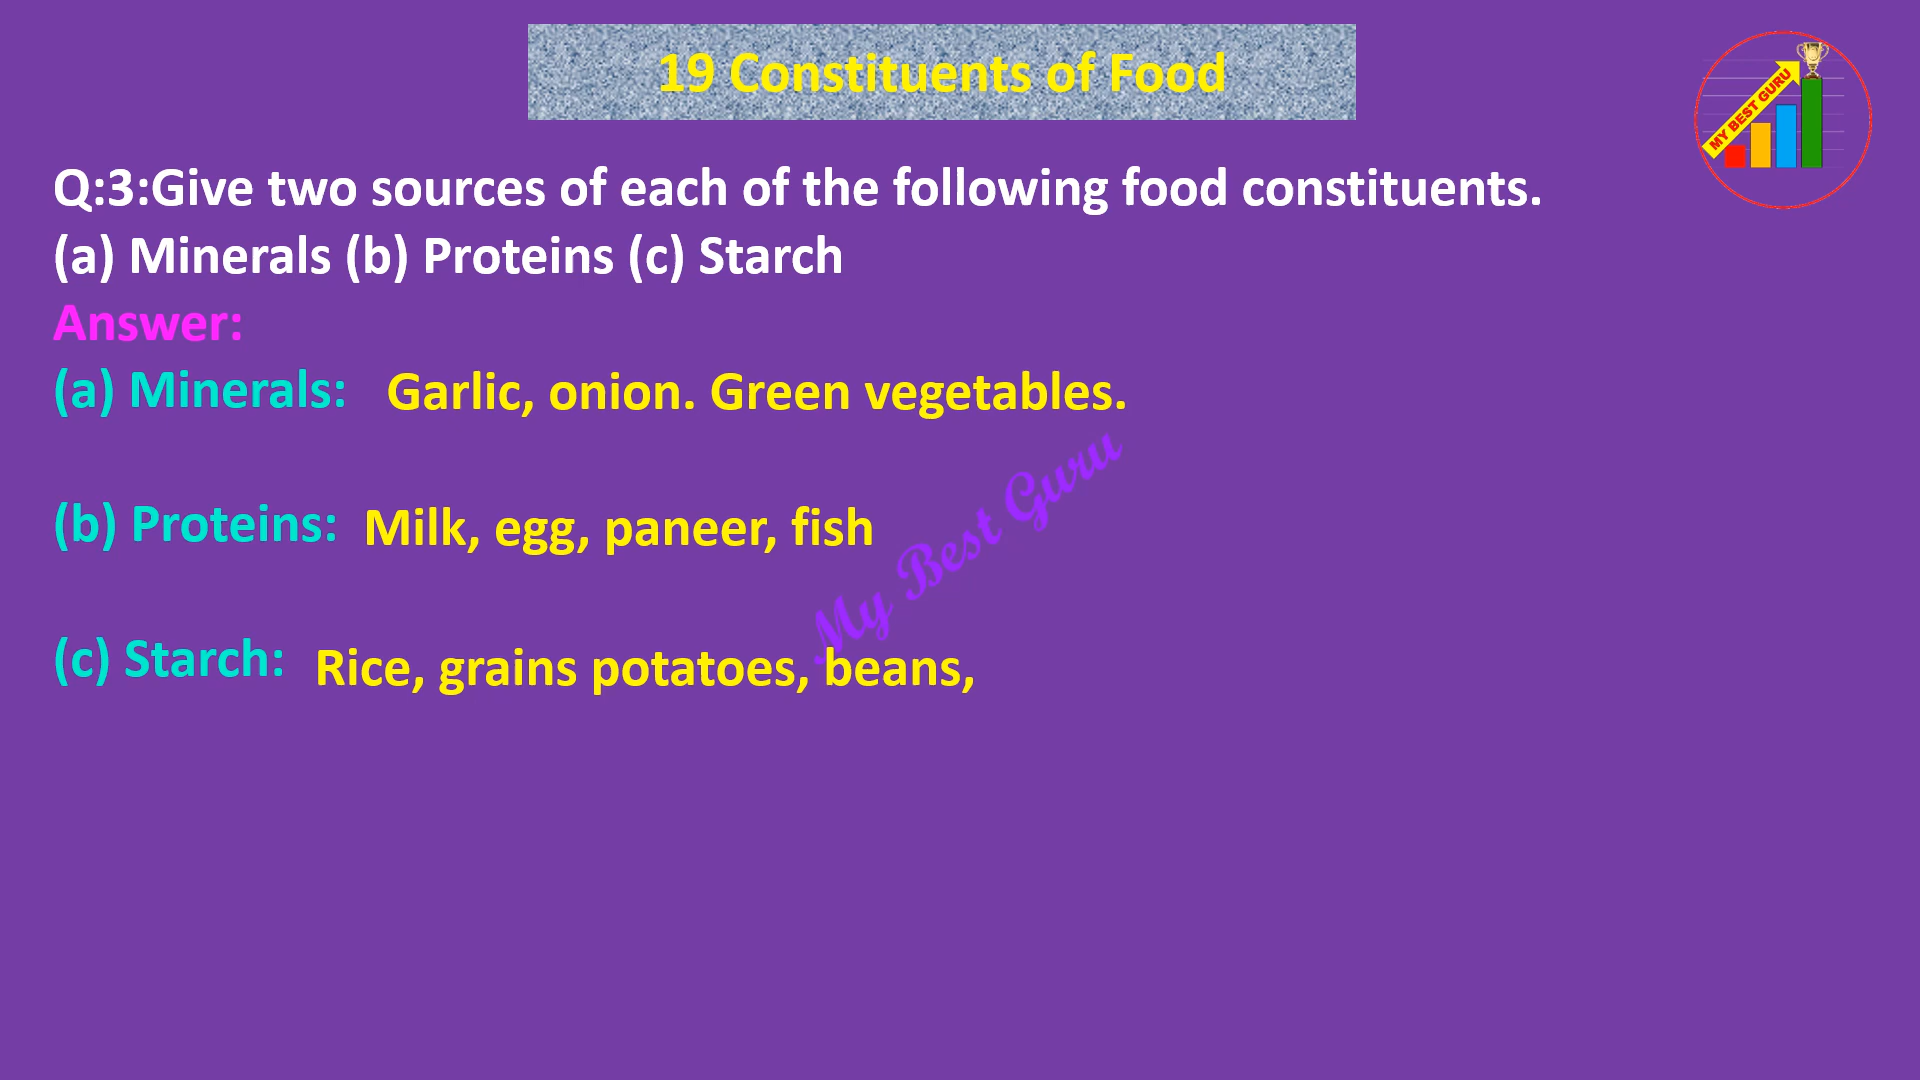 19 Constituents of Food
MY BEST GURU
Q:3:Give two sources of each of the following food constituents.
(a) Minerals (b) Proteins (c) Starch
Answer:
(a) Minerals: Garlic, onion. Green vegetables.
(b) Proteins: Milk, egg, paneer, fish
(c) Starch: Rice, grains potatoes, beans,
My Best Guru